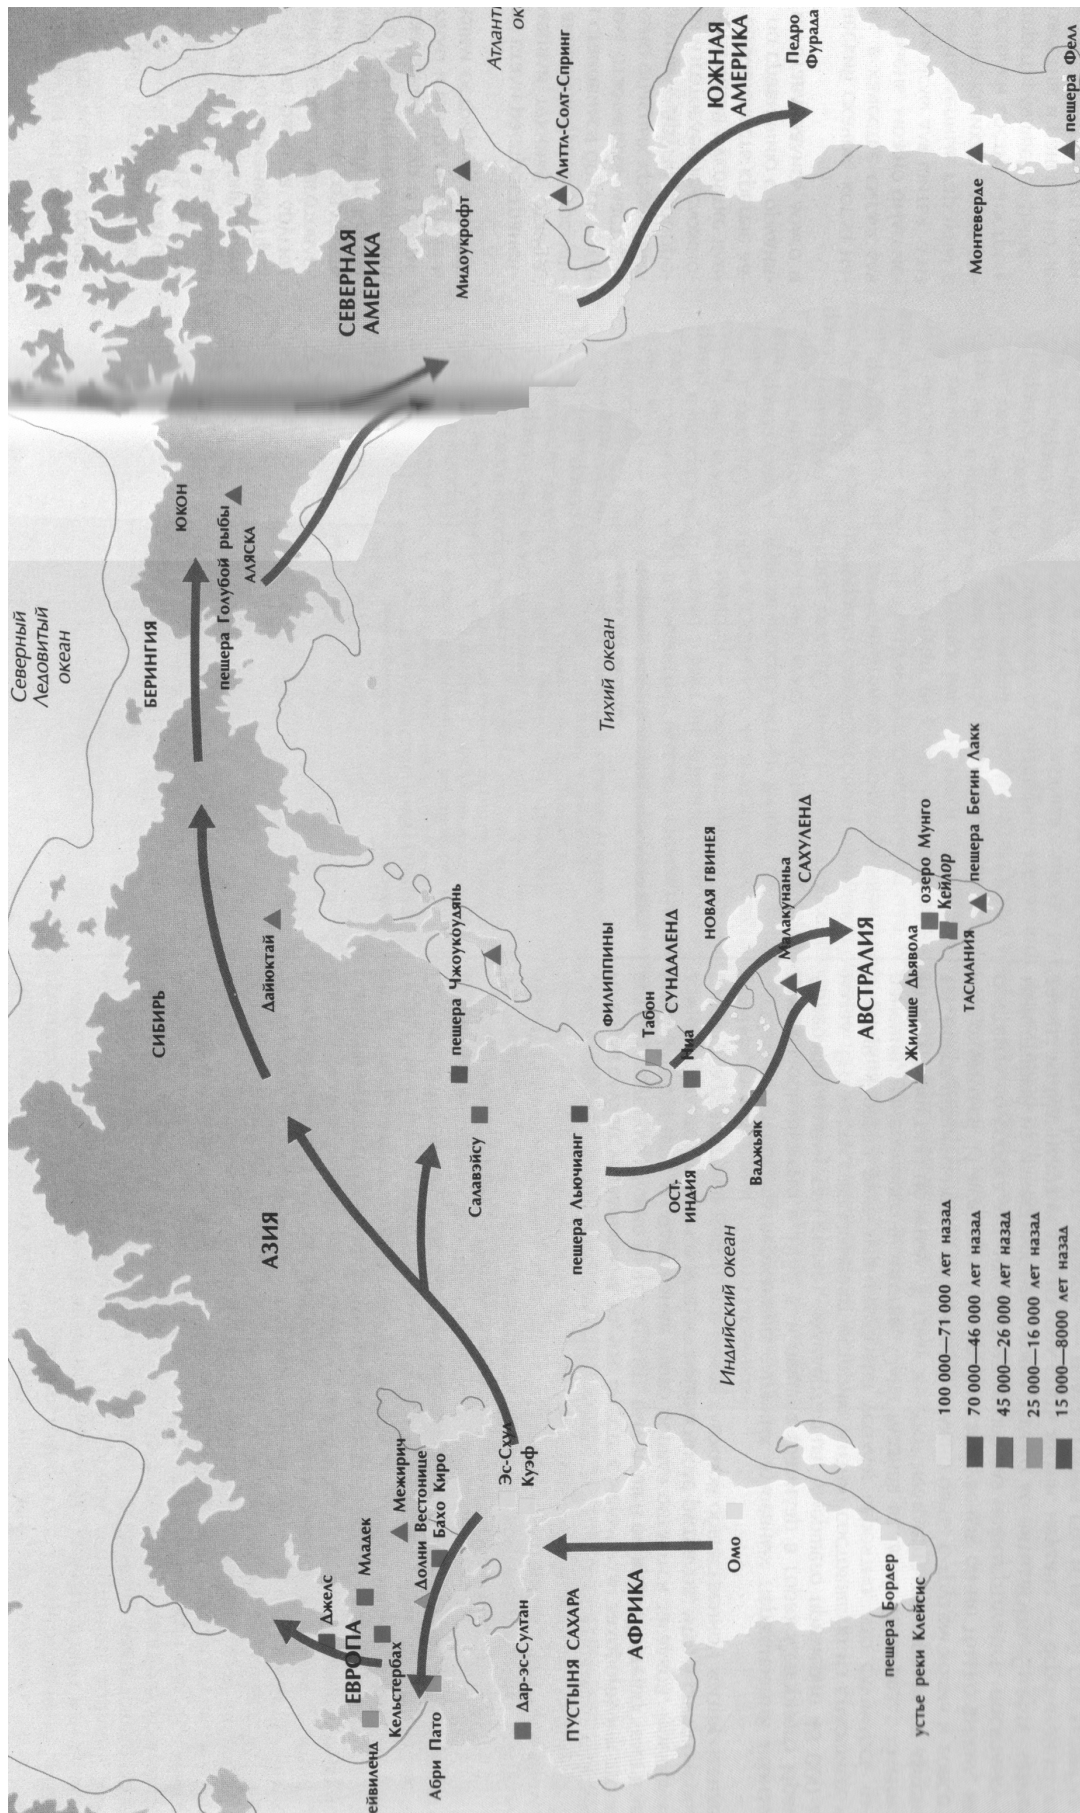 Северный
Ледовитый
океан
Атлант
ок
ЮЖНАЯ
АМЕРИКА
Педро
Фурада
пещера Фелл
Литтл-Солт-Спринг
Мидоукрофт
СЕВЕРНАЯ
АМЕРИКА
Монтеверде
ЮКОН
пещера Голубой рыбы
АЛЯСКА
БЕРИНГИЯ
Тихий океан
СИБИРЬ
Дайюктай
пещера Чжоукоудянь
ФИЛИППИНЫ
Табон
СУНДАЛЕНД
НОВАЯ ГВИНЕЯ
Малакунанья
САХУЛЕНД
Ниа
АВСТРАЛИЯ
озеро Мунго
Кейлор
пещера Бегин Лакк
ТАСМАНИЯ
Жилище Дьявола
Салавэйсу
пещера Льючианг
ОСТ-
ИНДИЯ
Ваджьяк
АЗИЯ
Индийский океан
Эс-Схул
Куэф
Межирич
Долни Вестонице
Бахо Киро
Младек
Джелс
ЕВРОПА
Кельстербах
ейвиленд
Абри Пато
Дар-эс-Султан
ПУСТЫНЯ САХАРА
АФРИКА
Омо
пещера Бордер
устье реки Клейсис
100 000—71 000 лет назад
70 000—46 000 лет назад
45 000—26 000 лет назад
25 000—16 000 лет назад
15 000—8000 лет назад